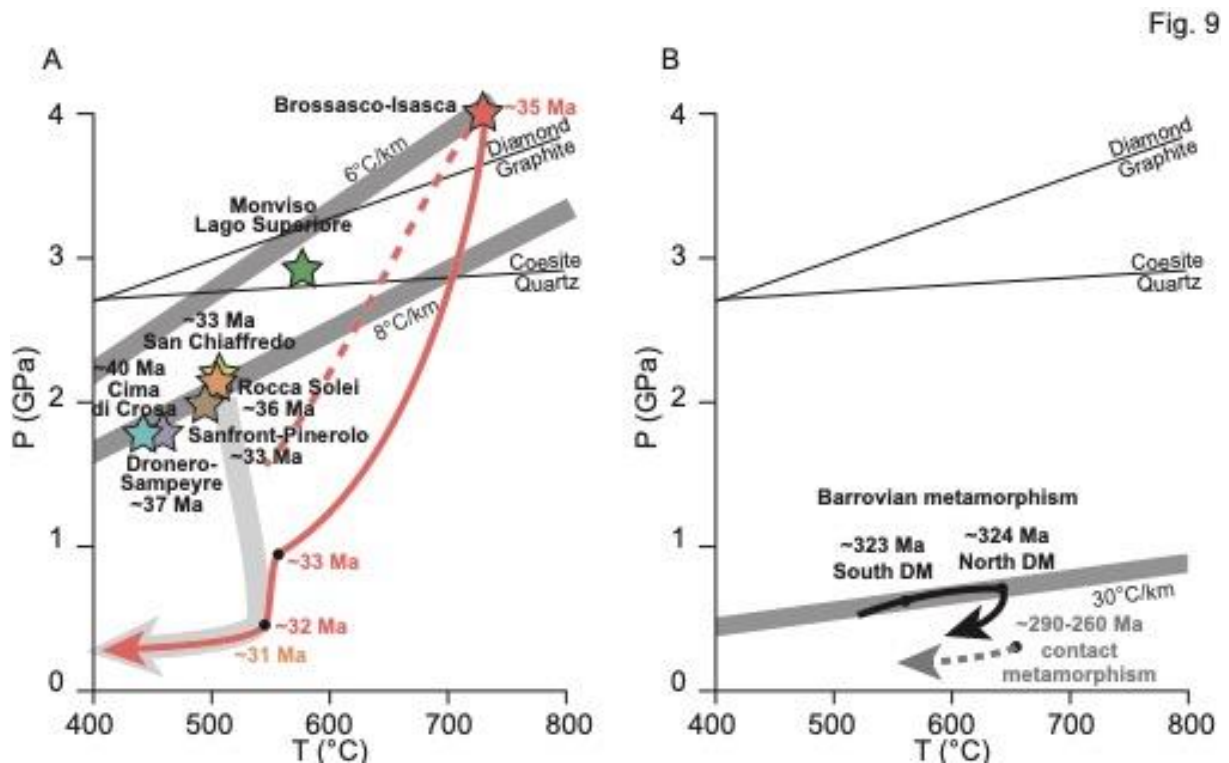 Fig. 9
A
Brossasco-Isasca
~35 Ma
6°C/km
Diamond
Graphite
Monviso
Lago Superiore
Coesite
Quartz
8°C/km
~33 Ma
San Chiaffredo
~40 Ma
Cima
di Crosa
Rocca Solei
~36 Ma
Sanfront-Pinerolo
~33 Ma
Dronero-
Sampeyre
~37 Ma
~33 Ma
~32 Ma
~31 Ma
P (GPa)
4
3
2
1
0
400
500
600
700
800
T (°C)
B
Diamond
Graphite
Coesite
Quartz
Barrovian metamorphism
~323 Ma
South DM
~324 Ma
North DM
30°C/km
~290-260 Ma
contact
metamorphism
P (GPa)
4
3
2
1
0
400
500
600
700
800
T (°C)